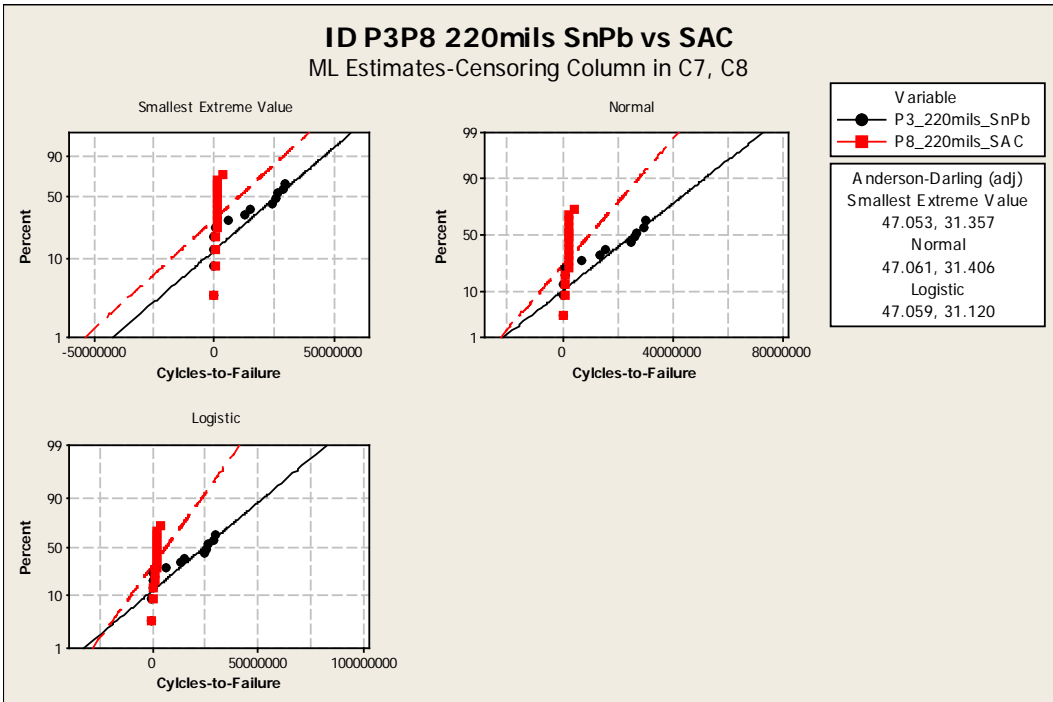 ID P3P8 220mils SnPb vs SAC
ML Estimates-Censoring Column in C7, C8
Smallest Extreme Value
90
50
10
1
Percent
-50000000
0
50000000
Cylcles-to-Failure
Normal
99
90
50
10
1
Percent
0
40000000
80000000
Cylcles-to-Failure
Variable
P3_220mils_SnPb
P8_220mils_SAC
Anderson-Darling (adj)
Smallest Extreme Value
47.053, 31.357
Normal
47.061, 31.406
Logistic
47.059, 31.120
Logistic
99
90
50
10
1
Percent
0
50000000
100000000
Cylcles-to-Failure